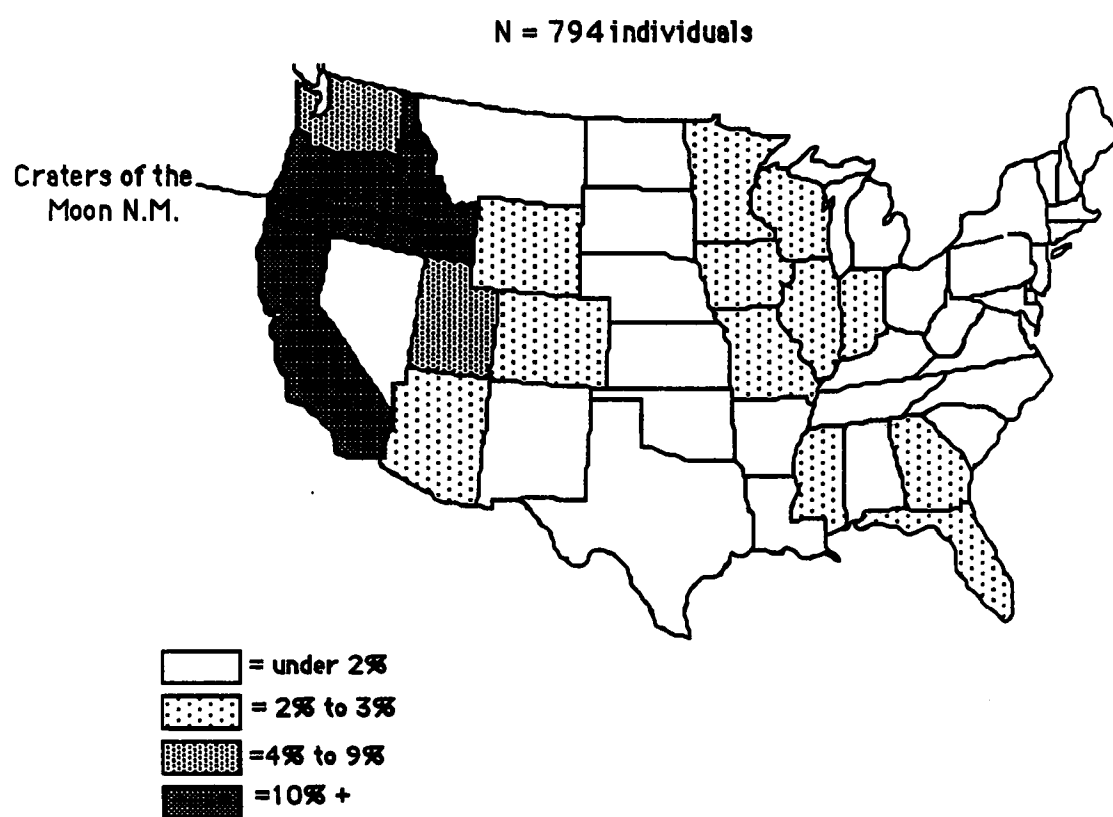 N = 794 individuals
Craters of the
Moon N.M.
= under 2%
= 2% to 3%
=4% to 9%
=10% +